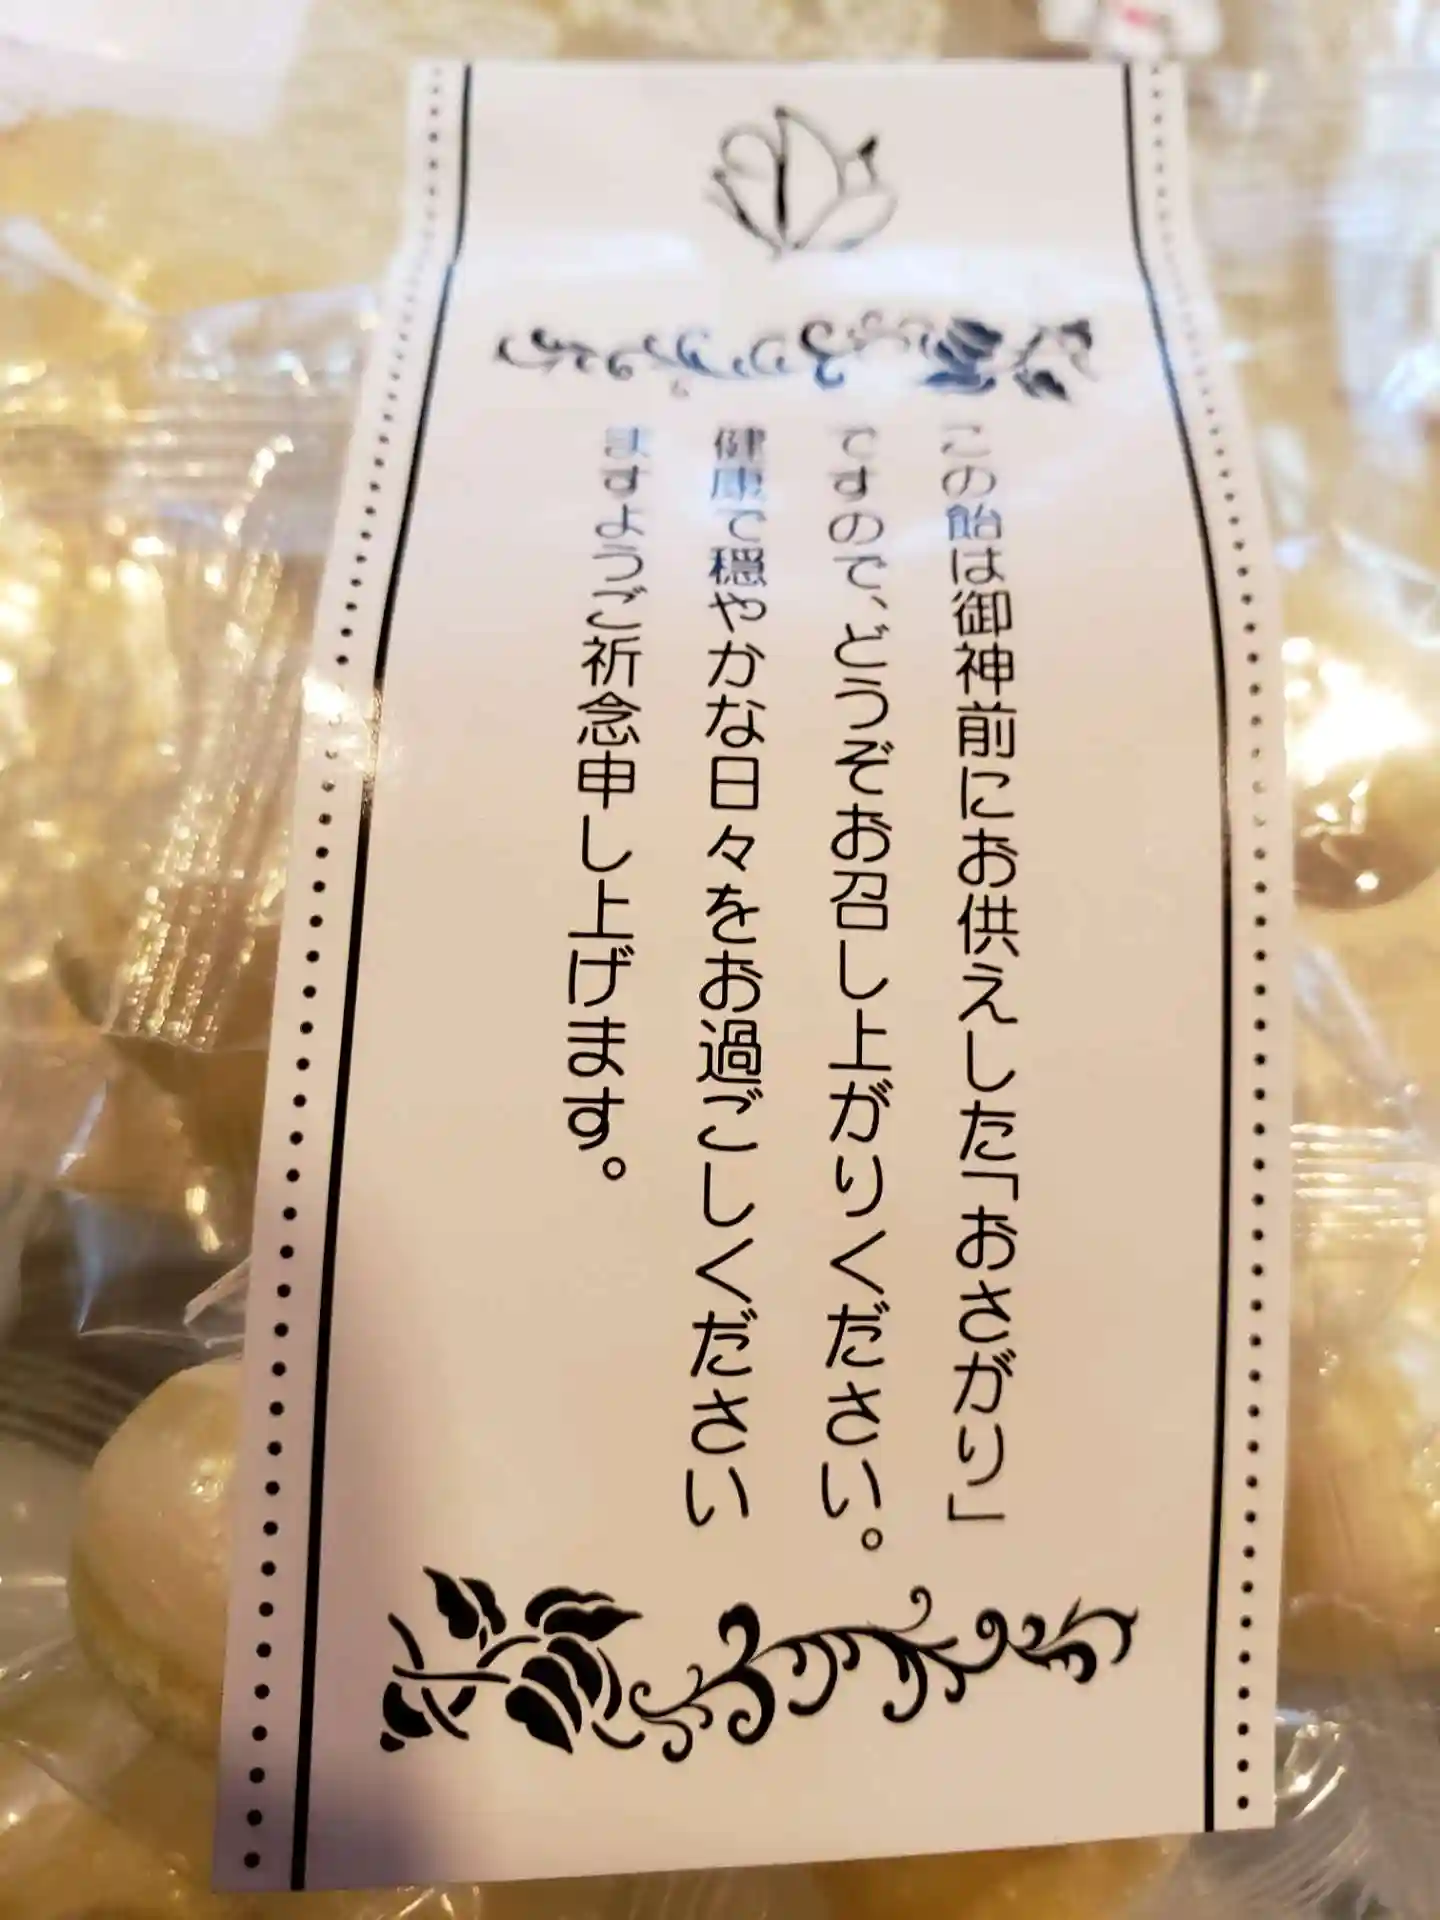 この飴は御神前にお供えした「おさがり」
ですので、どうぞお召し上がりください。
健康で穏やかな日々をお過ごしください
ますようご祈念申し上げます。